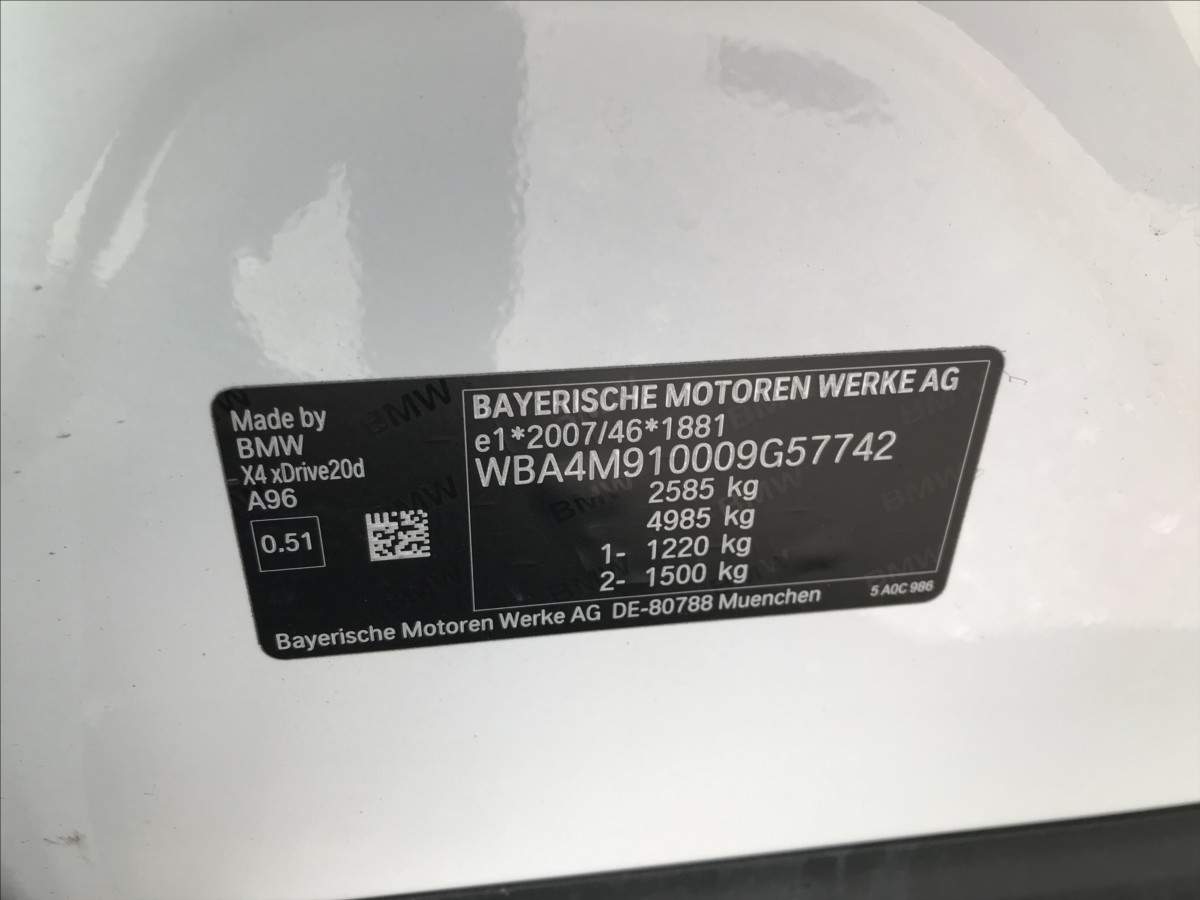 Made by
BMW
X4 xDrive20d
A96
0.51
BAYERISCHE MOTOREN WERKE AG
e1*2007/46*1881
WBA4M910009G57742
2585 kg
4985 kg
1- 1220 kg
2- 1500 kg
Bayerische Motoren Werke AG DE-80788 Muenchen
5 A0C 986